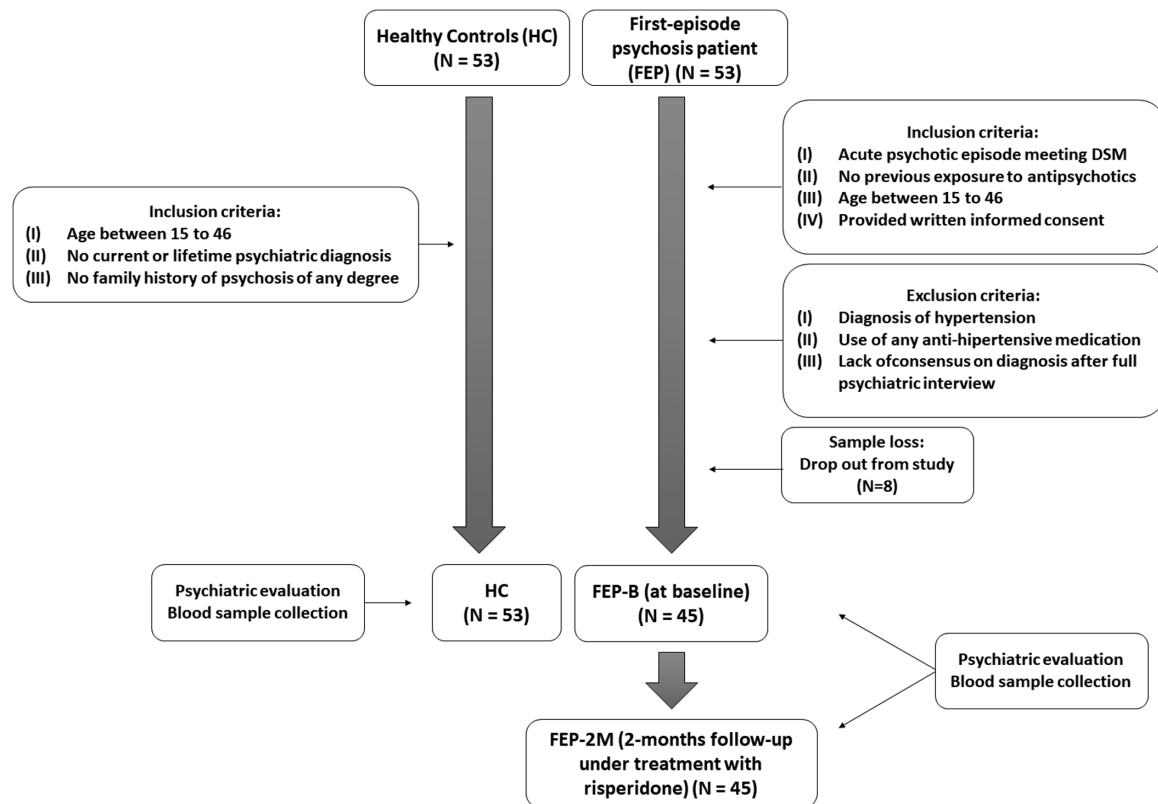 Healthy Controls (HC)
(N = 53)
First-episode
psychosis patient
(FEP) (N = 53)
Inclusion criteria:
(I) Acute psychotic episode meeting DSM
(II) No previous exposure to antipsychotics
(III) Age between 15 to 46
(IV) Provided written informed consent
Inclusion criteria:
(I) Age between 15 to 46
(II) No current or lifetime psychiatric diagnosis
(III) No family history of psychosis of any degree
Exclusion criteria:
(I) Diagnosis of hypertension
(II) Use of any anti-hipertensive medication
(III) Lack ofconsensus on diagnosis after full
psychiatric interview
Sample loss:
Drop out from study
(N=8)
Psychiatric evaluation
Blood sample collection
HC
(N = 53)
FEP-B (at baseline)
(N = 45)
Psychiatric evaluation
Blood sample collection
FEP-2M (2-months follow-up
under treatment with
risperidone) (N = 45)